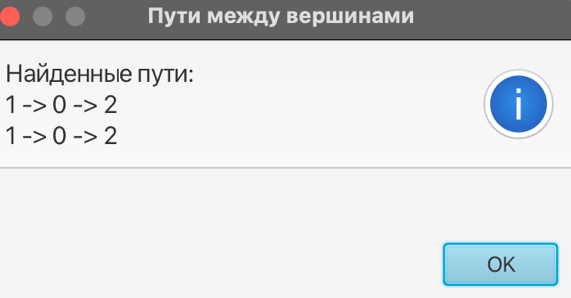 Пути между вершинами
Найденные пути:
1 -> 0 -> 2
1 -> 0 -> 2
i
OK